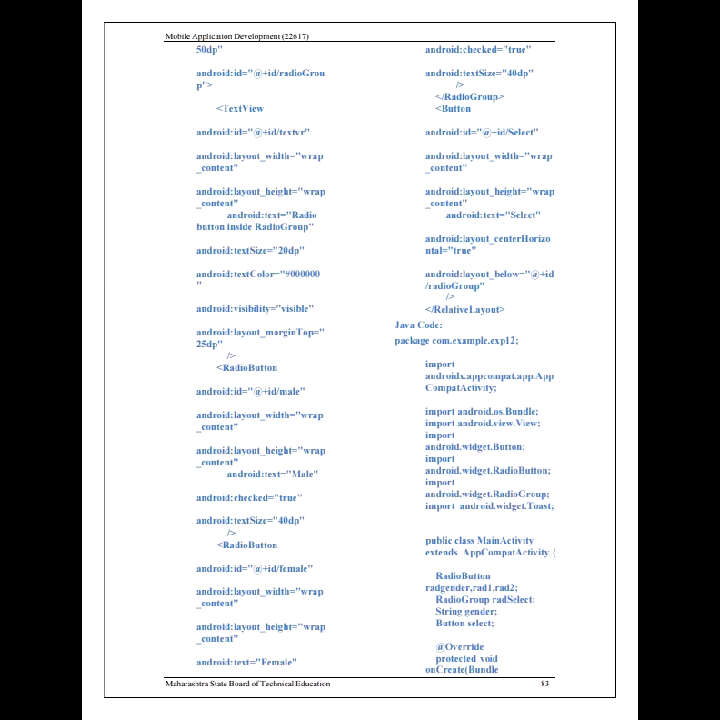 Mobile Application Development (22617)
50dp"
android:id="@+id/radioGrou
p">
<TextView
android:id="@+id/textvr"
android:layout_width="wrap
_content"
android:layout_height="wrap
_content"
android:text="Radio
button inside RadioGroup"
android:textSize="20dp"
android:textColor="#000000
"
android:visibility="visible"
android:layout_marginTop="
25dp"
/>
<RadioButton
android:id="@+id/male"
android:layout_width="wrap
_content"
android:layout_height="wrap
_content"
android:text="Male"
android:checked="true"
android:textSize="40dp"
/>
<RadioButton
android:id="@+id/female"
android:layout_width="wrap
_content"
android:layout_height="wrap
_content"
android:text="Female"
android:checked="true"
android:textSize="40dp"
/>
</RadioGroup>
<Button
android:id="@+id/Select"
android:layout_width="wrap
_content"
android:layout_height="wrap
_content"
android:text="Select"
android:layout_centerHorizo
ntal="true"
android:layout_below="@+id
/radioGroup"
/>
</RelativeLayout>
Java Code:
package com.example.exp12;
import
androidx.appcompat.app.App
CompatActivity;
import android.os.Bundle;
import android.view.View;
import
android.widget.Button;
import
android.widget.RadioButton;
import
android.widget.RadioGroup;
import android.widget.Toast;
public class MainActivity
extends AppCompatActivity {
RadioButton
radgender,rad1.rad2;
RadioGroup radSelect;
String gender;
Button select;
@Override
protected void
onCreate(Bundle
Maharashtra State Board of Technical Education 83